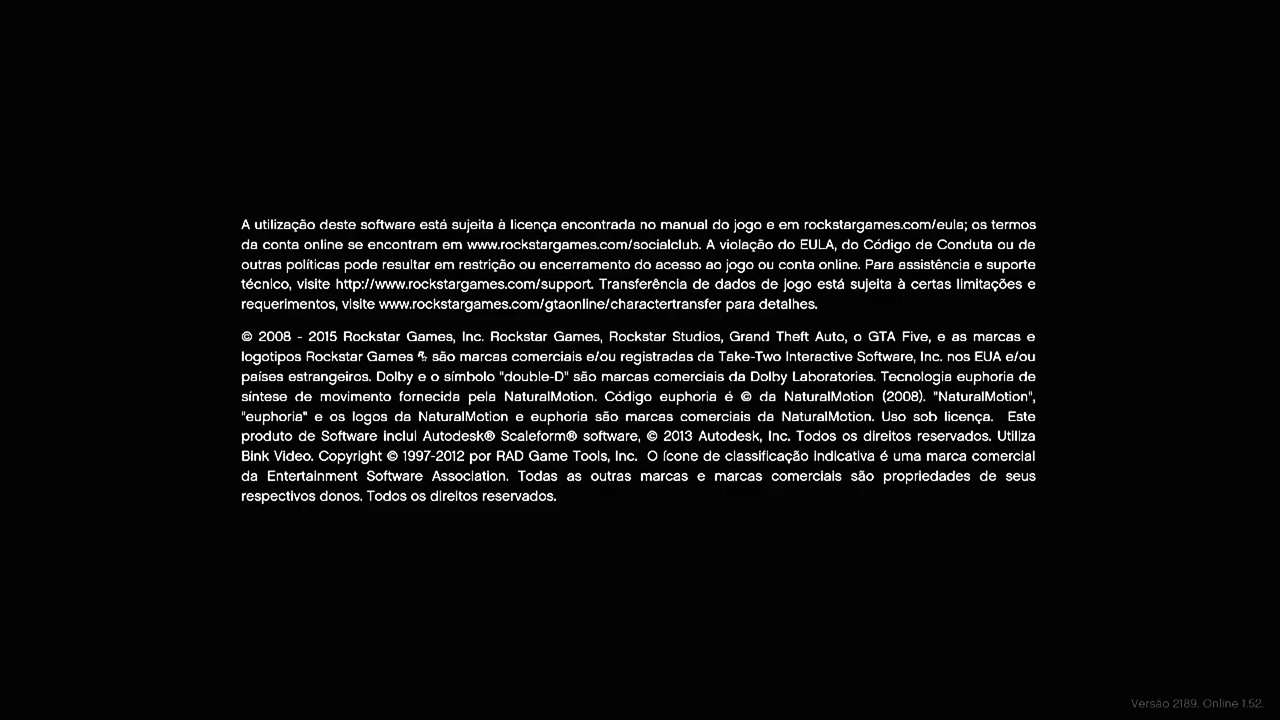 A utilização deste software está sujeita à licença encontrada no manual do jogo e em rockstargames.com/eula; os termos
da conta online se encontram em www.rockstargames.com/socialclub. A violação do EULA, do Código de Conduta ou de
outras políticas pode resultar em restrição ou encerramento do acesso ao jogo ou conta online. Para assistência e suporte
técnico, visite http://www.rockstargames.com/support. Transferência de dados de jogo está sujeita à certas limitações e
requerimentos, visite www.rockstargames.com/gtaonline/charactertransfer para detalhes.
© 2008 - 2015 Rockstar Games, Inc. Rockstar Games, Rockstar Studios, Grand Theft Auto, o GTA Five, e as marcas e
logotipos Rockstar Games são marcas comerciais e/ou registradas da Take-Two Interactive Software, Inc. nos EUA e/ou
países estrangeiros. Dolby e o símbolo "double-D" são marcas comerciais da Dolby Laboratories. Tecnologia euphoria de
síntese de movimento fornecida pela NaturalMotion. Código euphoria é © da NaturalMotion (2008). "NaturalMotion",
"euphoria" e os logos da NaturalMotion e euphoria são marcas comerciais da NaturalMotion. Uso sob licença. Este
produto de Software inclui Autodesk® Scaleform® software, © 2013 Autodesk, Inc. Todos os direitos reservados. Utiliza
Bink Video. Copyright © 1997-2012 por RAD Game Tools, Inc. O ícone de classificação indicativa é uma marca comercial
da Entertainment Software Association. Todas as outras marcas e marcas comerciais são propriedades de seus
respectivos donos. Todos os direitos reservados.
Versão 2189. Online 1.52.